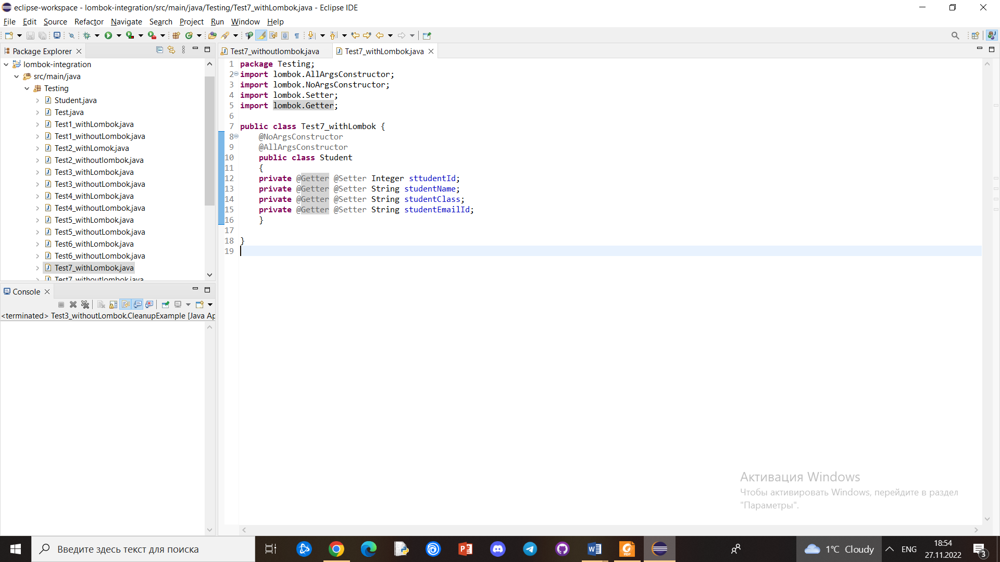 eclipse-workspace - lombok-integration/src/main/java/Testing/Test7_withLombok.java - Eclipse IDE
File Edit Source Refactor Navigate Search Project Run Window Help
Package Explorer
lombok-integration
src/main/java
Testing
Student.java
Test.java
Test1_withLombok.java
Test1_withoutLombok.java
Test2_withLomok.java
Test2_withoutlombok.java
Test3_withLombok.java
Test3_withoutLombok.java
Test4_withLombok.java
Test4_withoutLombok.java
Test5_withLombok.java
Test5_withoutLombok.java
Test6_withLombok.java
Test6_withoutLombok.java
Test7_withLombok.java
Test7_withoutlombok.java
Console
<terminated> Test3_withoutLombok.CleanupExample [Java Ap
Test7_withoutlombok.java Test7_withLombok.java
1 package Testing;
2 import lombok.AllArgsConstructor;
3 import lombok.NoArgsConstructor;
4 import lombok.Setter;
5 import lombok.Getter;
6
7 public class Test7_withLombok {
8 @NoArgsConstructor
9 @AllArgsConstructor
10 public class Student
11 {
12 private @Getter @Setter Integer sttudentId;
13 private @Getter @Setter String studentName;
14 private @Getter @Setter String studentClass;
15 private @Getter @Setter String studentEmailId;
16 }
17
18 }
19
Активация Windows
Чтобы активировать Windows, перейдите в раздел
"Параметры".
Введите здесь текст для поиска
1°C Cloudy
ENG
18:54
27.11.2022
3